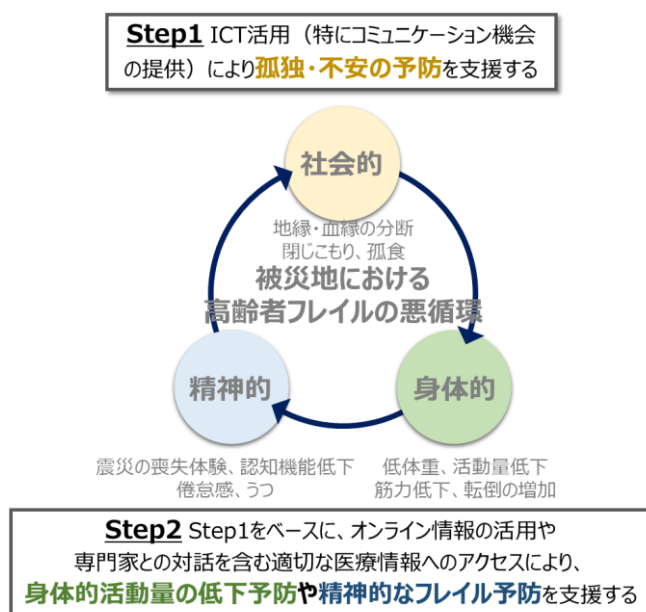 Step1 ICT活用（特にコミュニケーション機会
の提供）により孤独・不安の予防を支援する
社会的
地縁・血縁の分断
閉じこもり、孤食
被災地における
高齢者フレイルの悪循環
精神的
身体的
震災の喪失体験、認知機能低下
倦怠感、うつ
低体重、活動量低下
筋力低下、転倒の増加
Step2 Step1をベースに、オンライン情報の活用や
専門家との対話を含む適切な医療情報へのアクセスにより、
身体的活動量の低下予防や精神的なフレイル予防を支援する